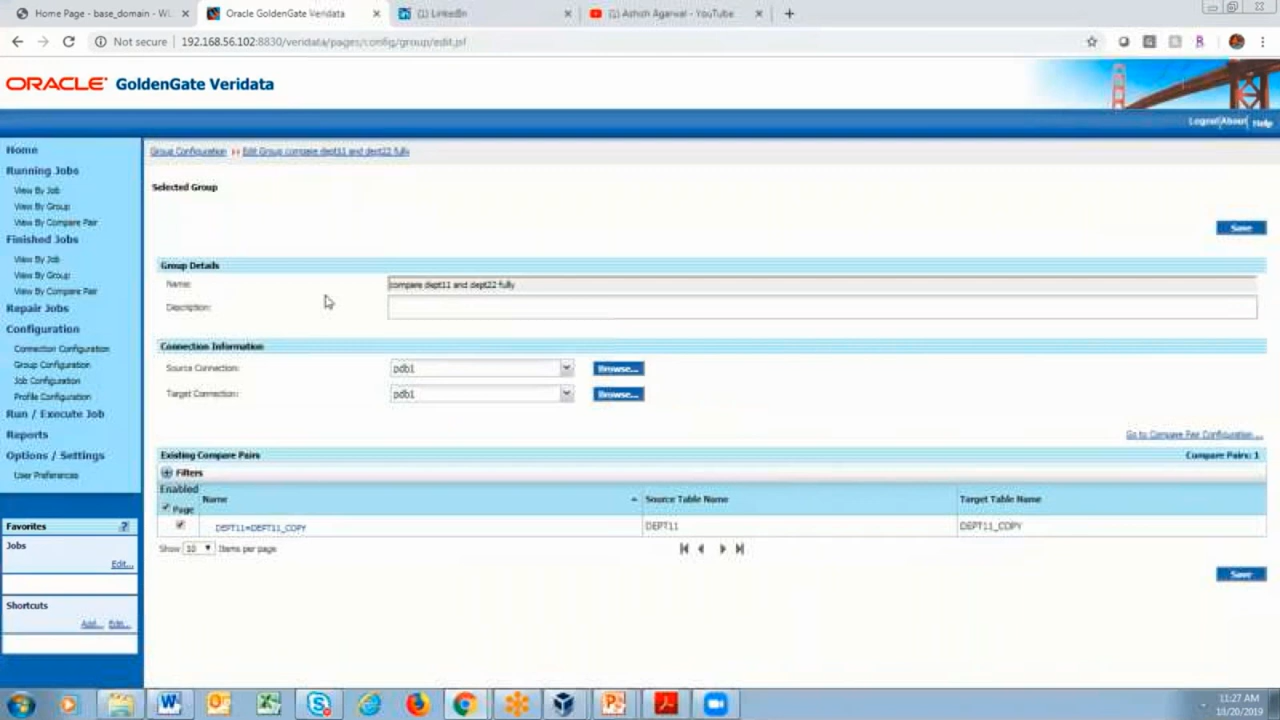 Home Page - base_domain - Wl
Oracle GoldenGate Veridata
(1) LinkedIn
(1) Ashish Agarwal - YouTube
Not secure | 192.168.56.102:8830/veridata/pages/config/group/edit.jsf
ORACLE GoldenGate Veridata
Logout About Help
Home
Running Jobs
View By Job
View By Group
View By Compare Pair
Finished Jobs
View By Job
View By Group
View By Compare Pair
Repair Jobs
Configuration
Connection Configuration
Group Configuration
Job Configuration
Profile Configuration
Run / Execute Job
Reports
Options / Settings
User Preferences
Favorites ?
Jobs
Edit...
Shortcuts
Add... Edit...
Group Configuration Edit Group compare dept11 and dept22 fully
Selected Group
Save
Group Details
Name: compare dept11 and dept22 fully
Description:
Connection Information
Source Connection: pdb1 Browse...
Target Connection: pdb1 Browse...
Go to Compare Pair Configuration ...
Existing Compare Pairs Compare Pairs: 1
Filters
Enabled
Page Name Source Table Name Target Table Name
DEPT11=DEPT11_COPY DEPT11 DEPT11_COPY
Show 10 Items per page
Save
11:27 AM
10/20/2019